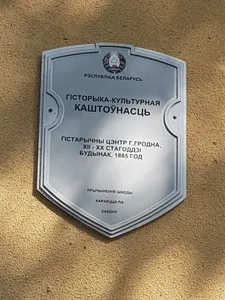 РЭСПУБЛІКА БЕЛАРУСЬ
ГІСТОРЫКА-КУЛЬТУРНАЯ
КАШТОЎНАСЦЬ
ГІСТАРЫЧНЫ ЦЭНТР Г.ГРОДНА,
XII - XX СТАГОДДЗІ
БУДЫНАК, 1885 ГОД
ПРЫЧЫНЕННЕ ШКОДЫ
КАРАЕЦЦА ПА
ЗАКОНУ